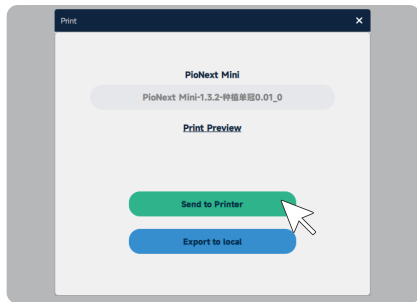 Print
PioNext Mini
PioNext Mini-1.3.2-种植单冠0.01_0
Print Preview
Send to Printer
Export to local